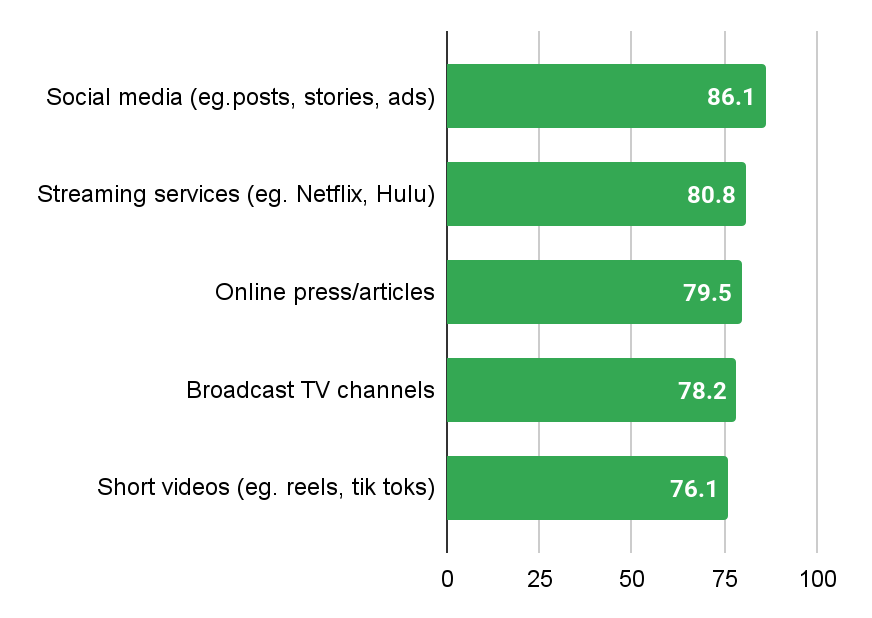 Social media (eg.posts, stories, ads)
86.1
Streaming services (eg. Netflix, Hulu)
80.8
Online press/articles
79.5
Broadcast TV channels
78.2
Short videos (eg. reels, tik toks)
76.1
0 25 50 75 100